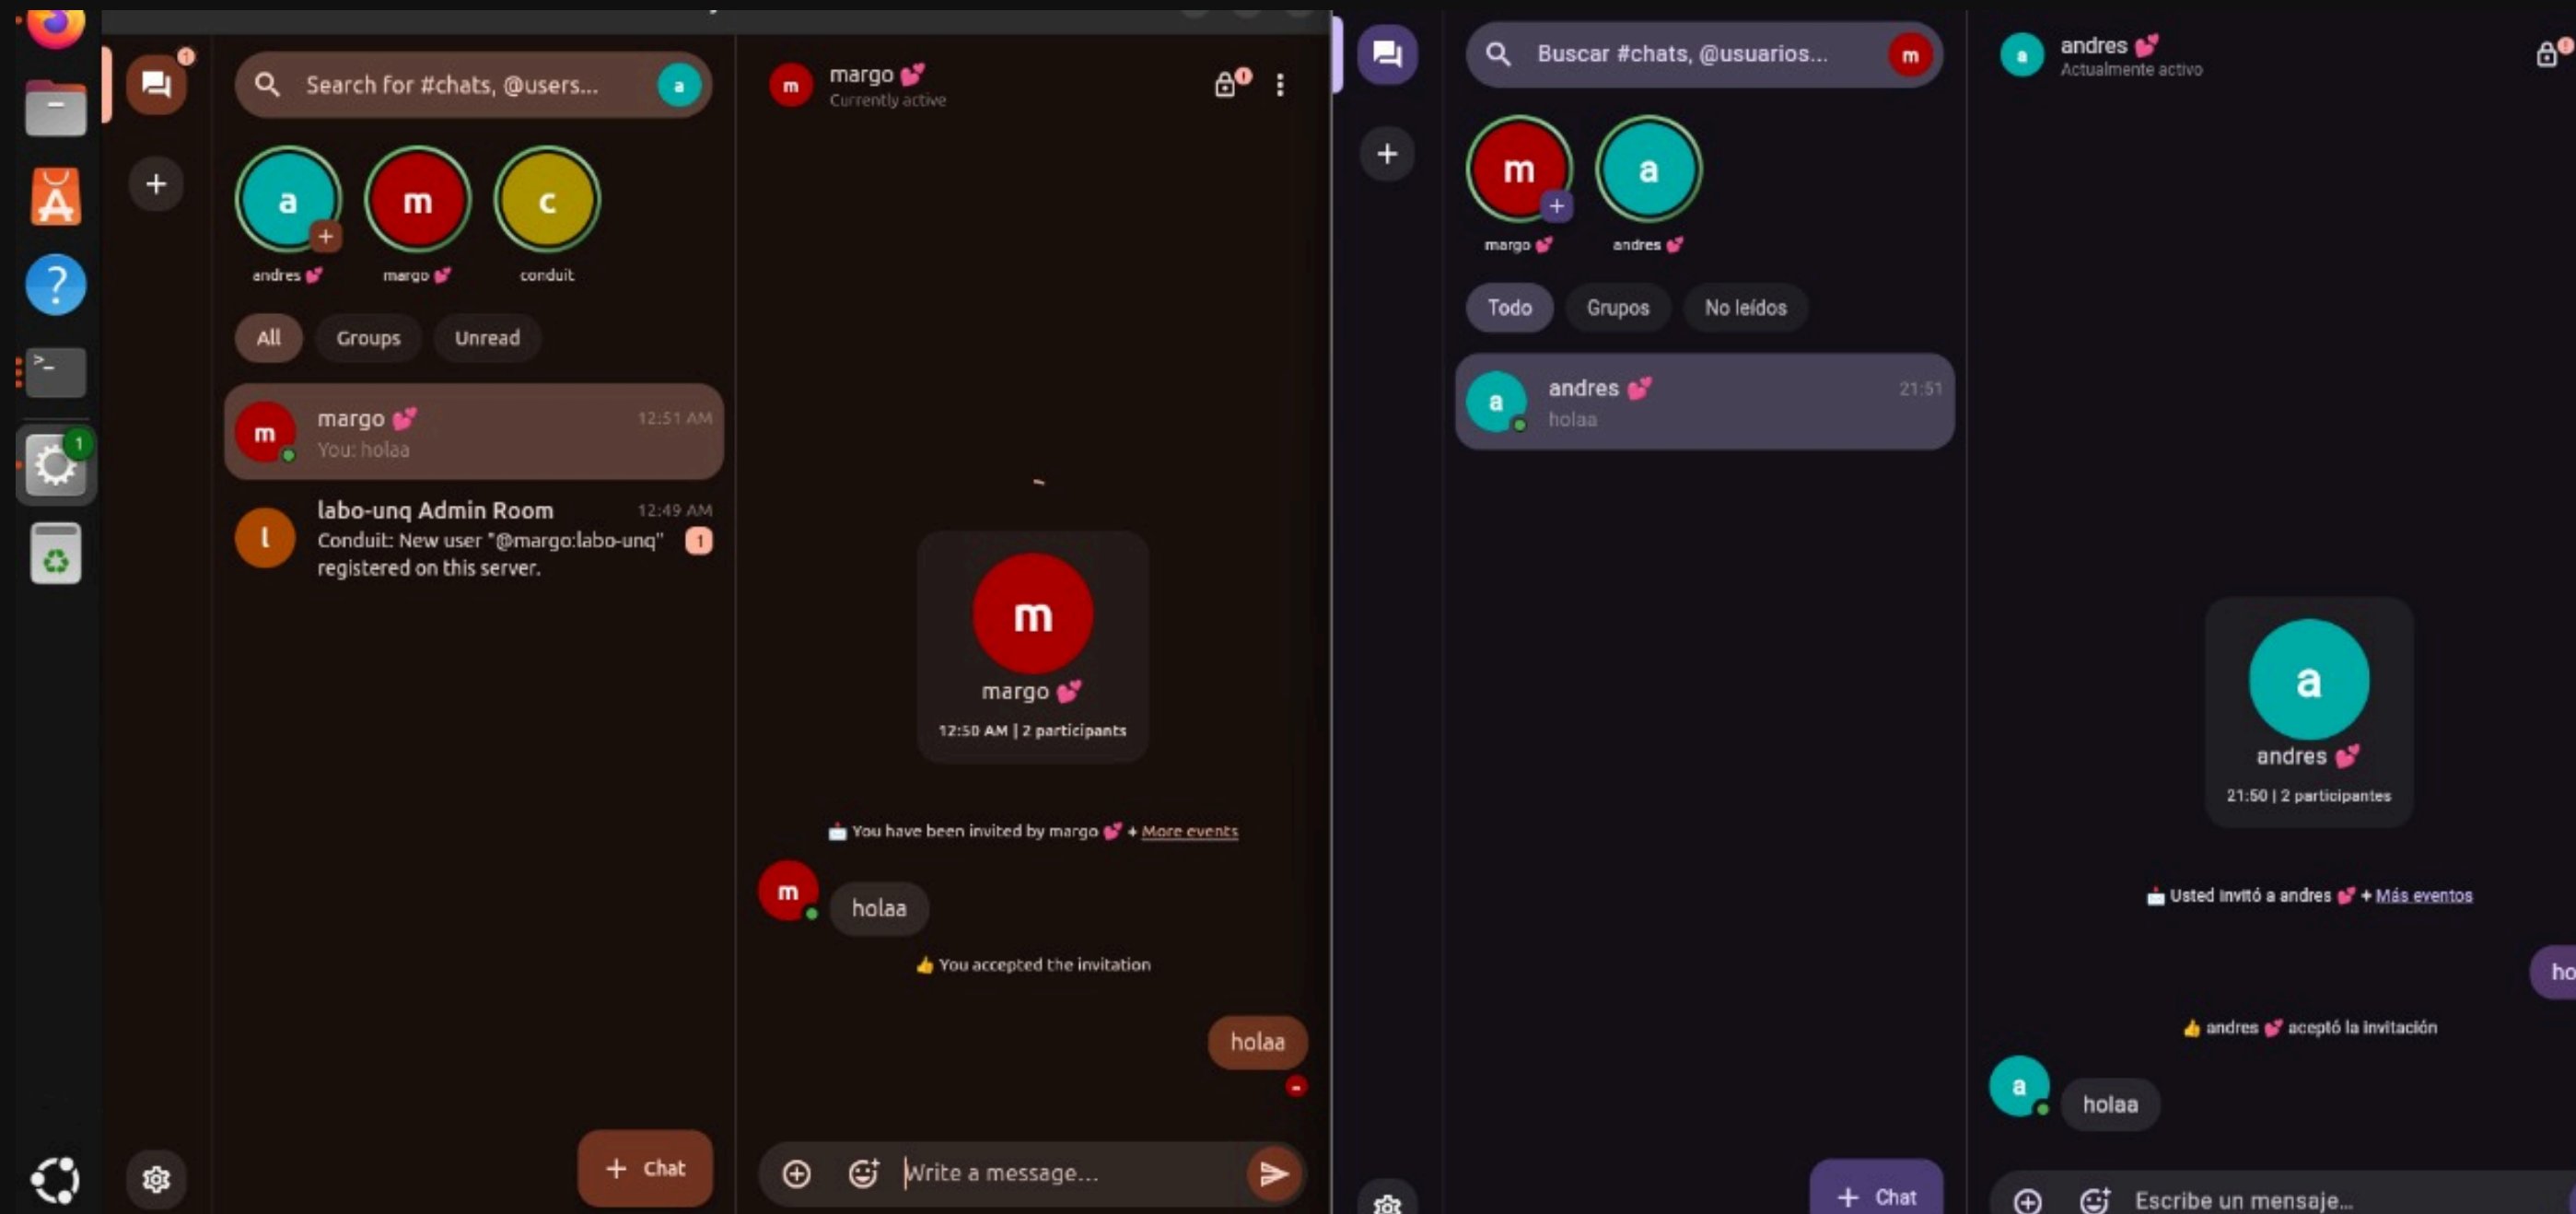 1
Search for #chats, @users...
a
a
m
c
andres 💕
margo 💕
conduit
All
Groups
Unread
m
margo 💕
12:51 AM
You: holaa
l
labo-unq Admin Room
12:49 AM
Conduit: New user "@margo:labo-unq"
1
registered on this server.
+ Chat
m
margo 💕
Currently active
m
margo 💕
12:50 AM | 2 participants
📩 You have been invited by margo 💕 + More events
m
holaa
👍 You accepted the invitation
holaa
Write a message...
1
Buscar #chats, @usuarios...
m
m
a
margo 💕
andres 💕
Todo
Grupos
No leídos
a
andres 💕
21:51
holaa
+ Chat
a
andres 💕
Actualmente activo
a
andres 💕
21:50 | 2 participantes
📩 Usted invitó a andres 💕 + Más eventos
ho
👍 andres 💕 aceptó la invitación
a
holaa
Escribe un mensaje...